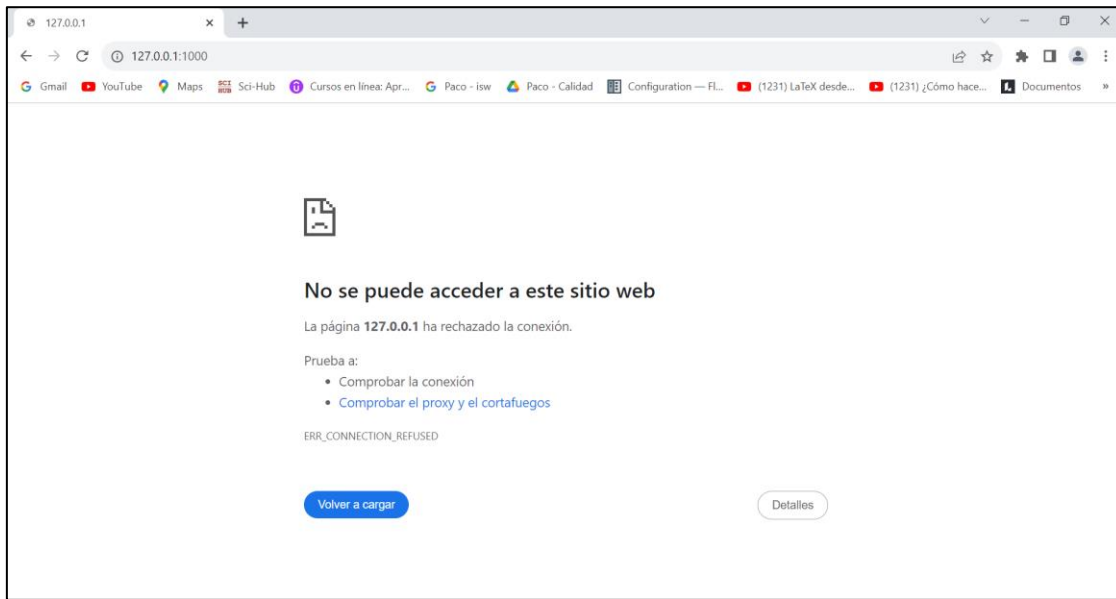 127.0.0.1
127.0.0.1:1000
Gmail YouTube Maps SCI HUB Sci-Hub Cursos en línea: Apr... Paco - isw Paco - Calidad Configuration — Fl... (1231) LaTeX desde... (1231) ¿Cómo hace... Documentos »
No se puede acceder a este sitio web
La página 127.0.0.1 ha rechazado la conexión.
Prueba a:
• Comprobar la conexión
• Comprobar el proxy y el cortafuegos
ERR_CONNECTION_REFUSED
Volver a cargar Detalles